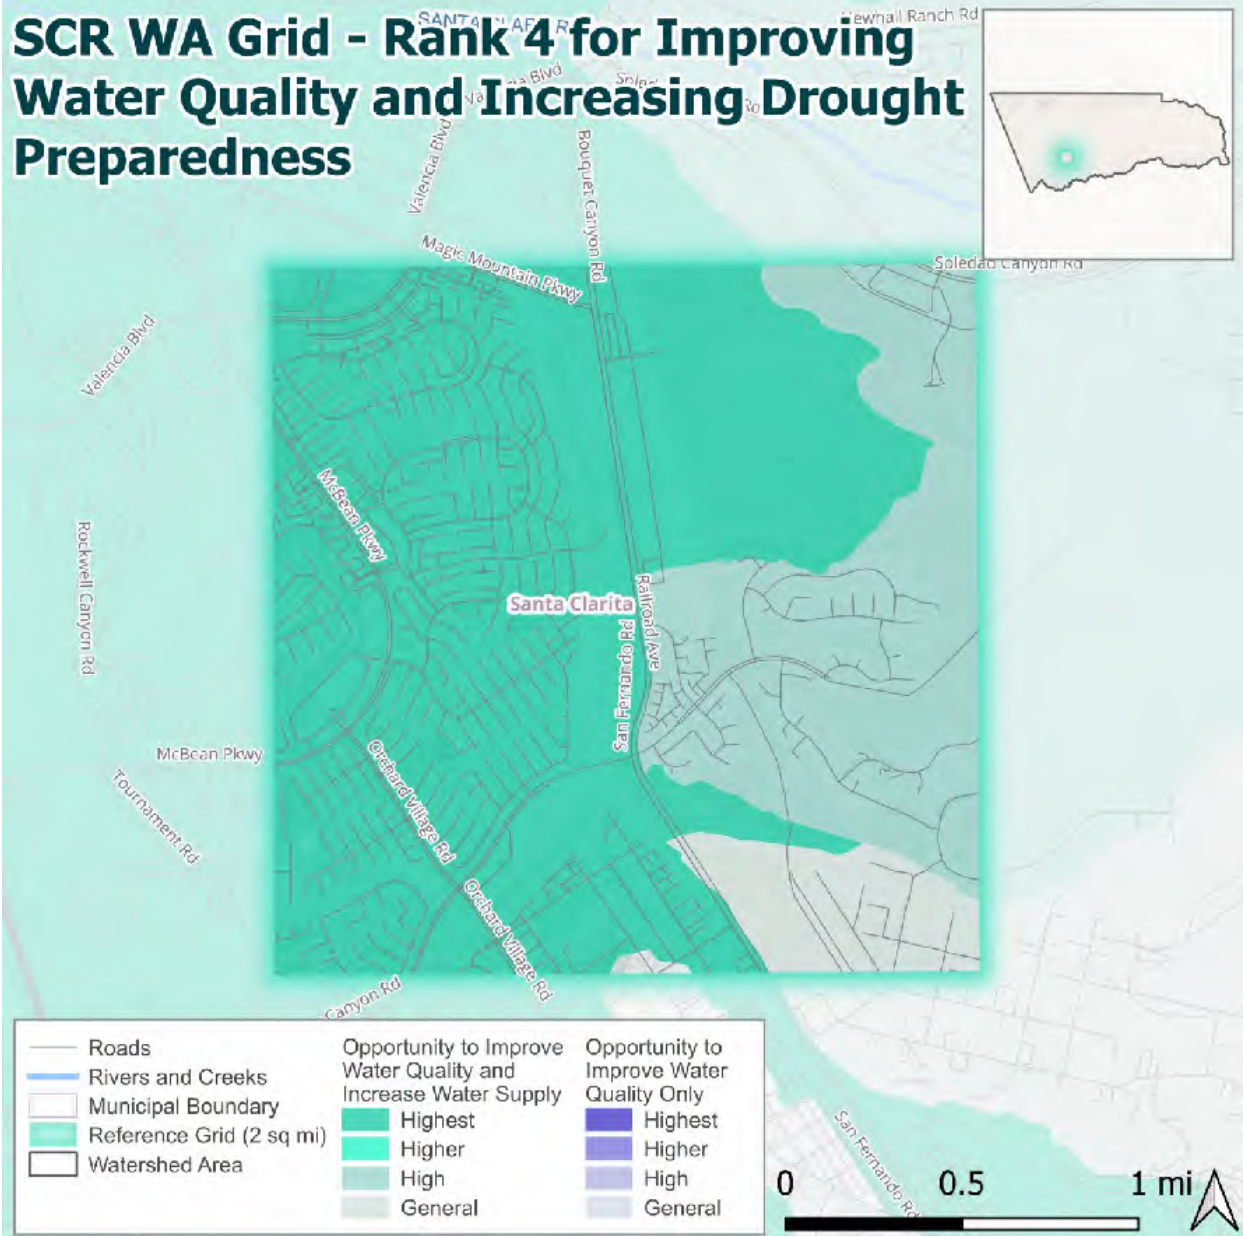 SCR WA Grid - Rank 4 for Improving
Water Quality and Increasing Drought
Preparedness
Newhall Ranch Rd
Valencia Blvd
Valencia Blvd
Bouquet Canyon Rd
Magic Mountain Pkwy
Soledad Canyon Rd
Valencia Blvd
McBean Pkwy
Rockwell Canyon Rd
Santa Clarita
Railroad Ave
San Fernando Rd
McBean Pkwy
Orchard Village Rd
Tournament Rd
Orchard Village Rd
Canyon Rd
San Fernando Rd
Roads
Rivers and Creeks
Municipal Boundary
Reference Grid (2 sq mi)
Watershed Area
Opportunity to Improve
Water Quality and
Increase Water Supply
Highest
Higher
High
General
Opportunity to
Improve Water
Quality Only
Highest
Higher
High
General
0 0.5 1 mi